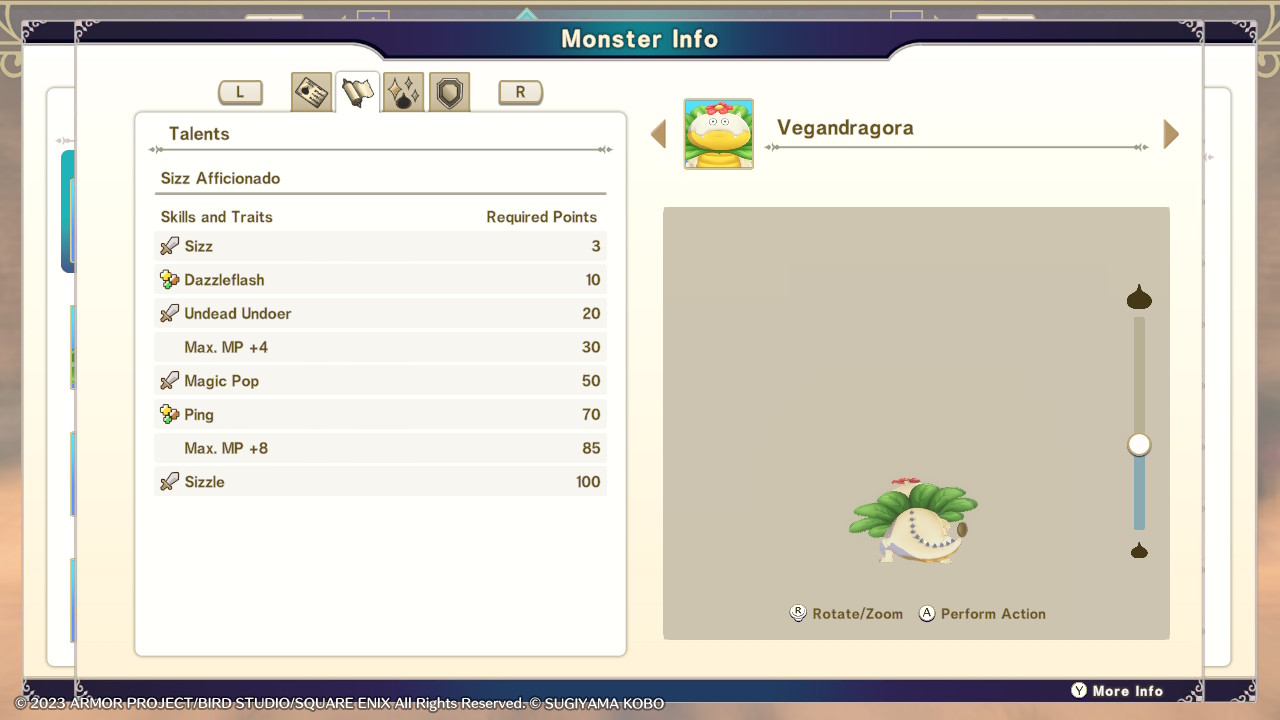 Monster Info
L
R
Talents
Sizz Afficionado
Skills and Traits Required Points
Sizz 3
Dazzleflash 10
Undead Undoer 20
Max. MP +4 30
Magic Pop 50
Ping 70
Max. MP +8 85
Sizzle 100
Vegandragora
R Rotate/Zoom A Perform Action
Y More Info
© 2023 ARMOR PROJECT/BIRD STUDIO/SQUARE ENIX All Rights Reserved. © SUGIYAMA KOBO